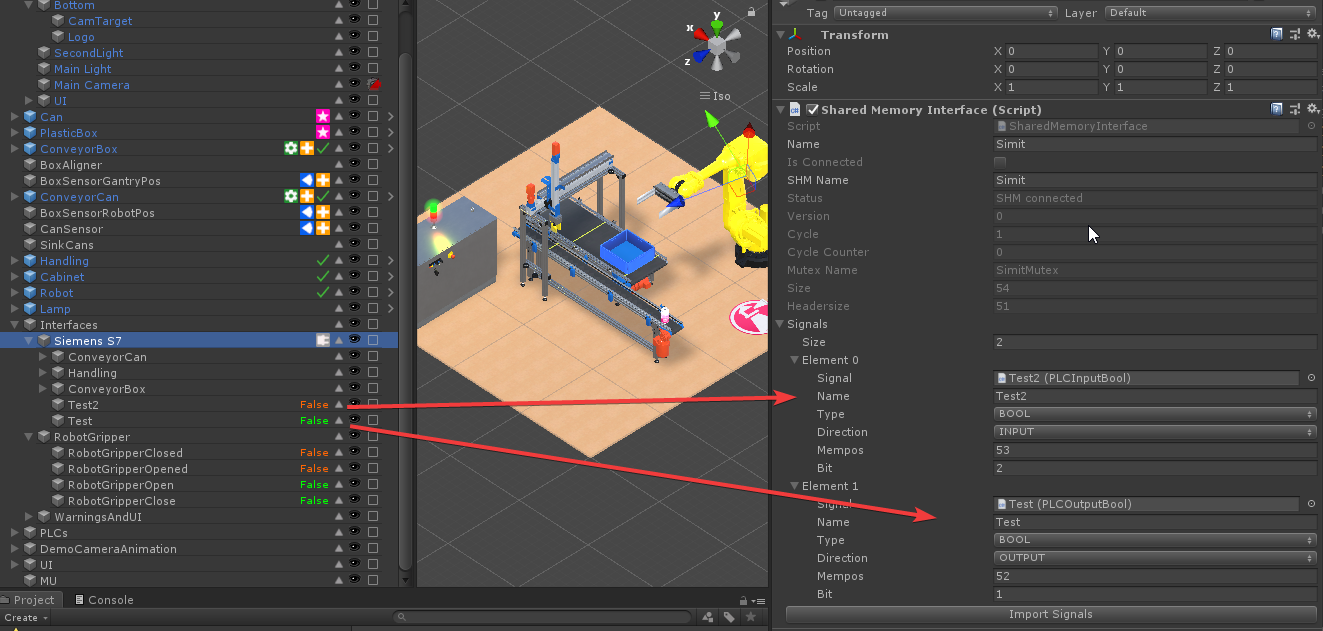 Bottom
CamTarget
Logo
SecondLight
Main Light
Main Camera
UI
Can
PlasticBox
ConveyorBox
BoxAligner
BoxSensorGantryPos
ConveyorCan
BoxSensorRobotPos
CanSensor
SinkCans
Handling
Cabinet
Robot
Lamp
Interfaces
Siemens S7
ConveyorCan
Handling
ConveyorBox
Test2 False
Test False
RobotGripper
RobotGripperClosed False
RobotGripperOpened False
RobotGripperOpen False
RobotGripperClose False
WarningsAndUI
PLCs
DemoCameraAnimation
UI
MU
Project Console
Create
y
x
z
Iso
Tag Untagged Layer Default
Transform
Position X 0 Y 0 Z 0
Rotation X 0 Y 0 Z 0
Scale X 1 Y 1 Z 1
Shared Memory Interface (Script)
Script SharedMemoryInterface
Name Simit
Is Connected
SHM Name Simit
Status SHM connected
Version 0
Cycle 1
Cycle Counter 0
Mutex Name SimitMutex
Size 54
Headersize 51
Signals
Size 2
Element 0
Signal Test2 (PLCInputBool)
Name Test2
Type BOOL
Direction INPUT
Mempos 53
Bit 2
Element 1
Signal Test (PLCOutputBool)
Name Test
Type BOOL
Direction OUTPUT
Mempos 52
Bit 1
Import Signals